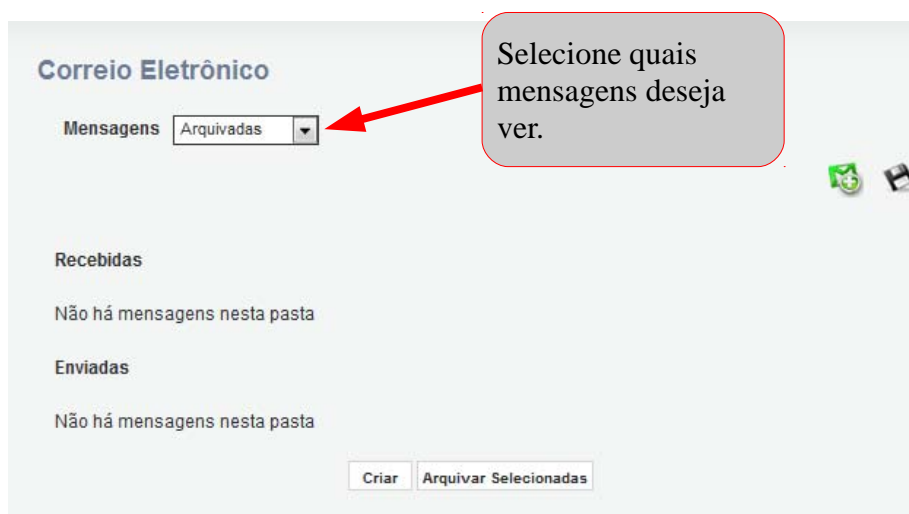 Selecione quais
mensagens deseja
ver.
Correio Eletrônico
Mensagens Arquivadas
Recebidas
Não há mensagens nesta pasta
Enviadas
Não há mensagens nesta pasta
Criar Arquivar Selecionadas